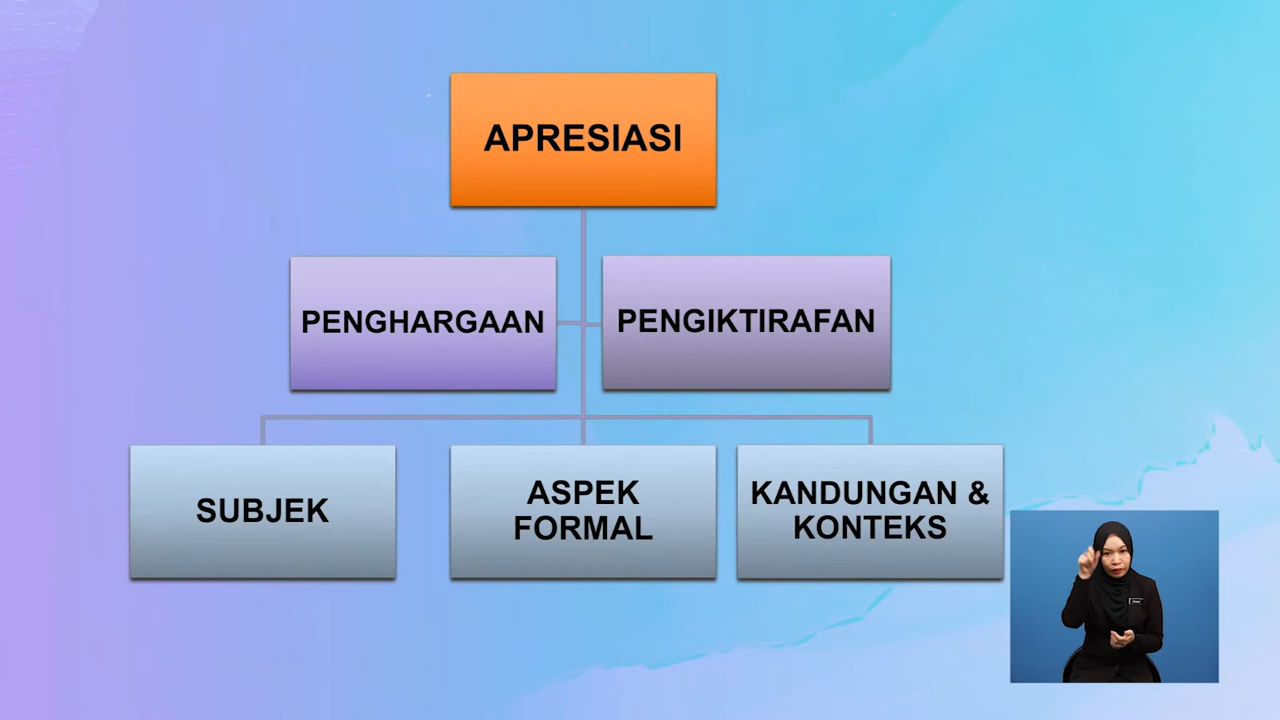 APRESIASI
PENGHARGAAN
PENGIKTIRAFAN
SUBJEK
ASPEK
FORMAL
KANDUNGAN &
KONTEKS